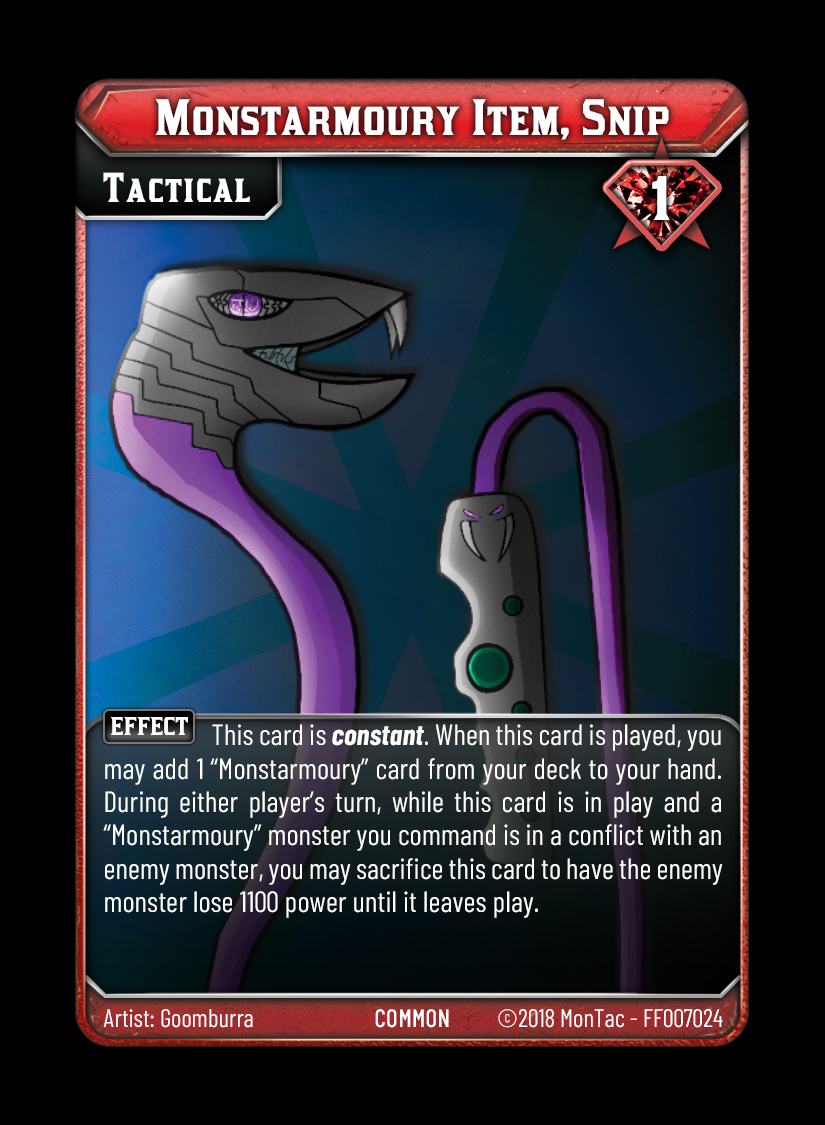 Monstarmoury Item, Snip
Tactical
1
EFFECT This card is constant. When this card is played, you
may add 1 “Monstarmoury” card from your deck to your hand.
During either player’s turn, while this card is in play and a
“Monstarmoury” monster you command is in a conflict with an
enemy monster, you may sacrifice this card to have the enemy
monster lose 1100 power until it leaves play.
Artist: Goomburra COMMON ©2018 MonTac - FF007024